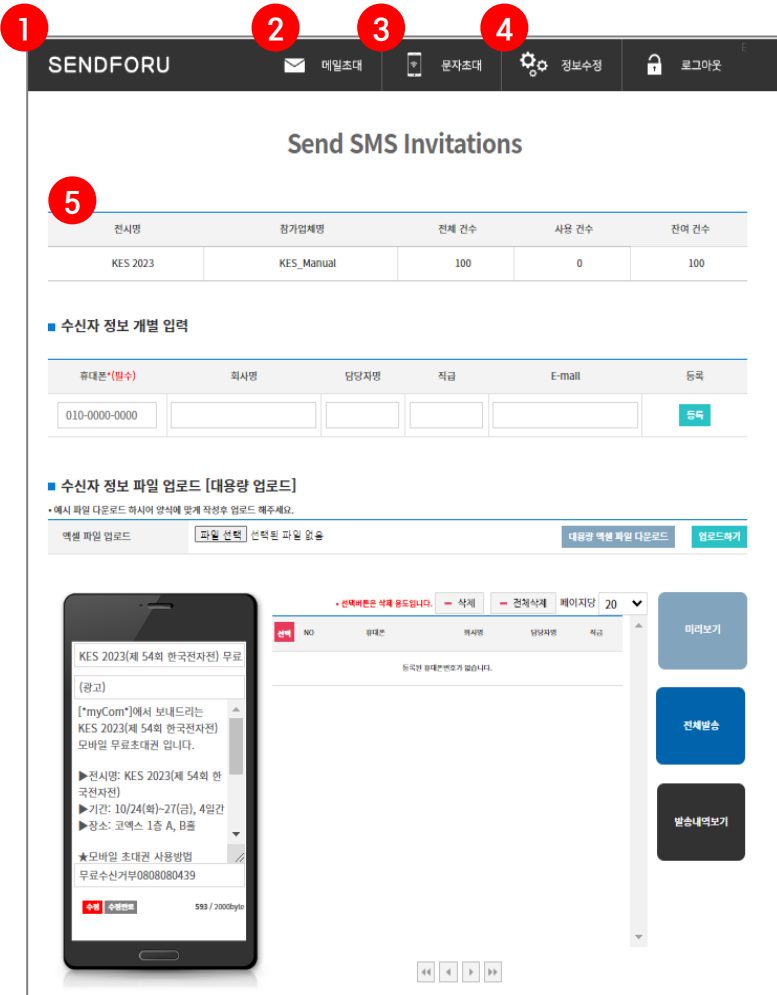 1
2
3
4
SENDFORU
메일초대
문자초대
정보수정
로그아웃
E
Send SMS Invitations
5
전시명 참가업체명 전체 건수 사용 건수 잔여 건수
KES 2023 KES_Manual 100 0 100
수신자 정보 개별 입력
휴대폰*(필수) 회사명 담당자명 직급 E-mail 등록
010-0000-0000 등록
수신자 정보 파일 업로드 [대용량 업로드]
• 예시 파일 다운로드 하시어 양식에 맞게 작성후 업로드 해주세요.
엑셀 파일 업로드 파일 선택 선택된 파일 없음 대용량 엑셀 파일 다운로드 업로드하기
• 선택버튼은 삭제 용도입니다. 삭제 전체삭제 페이지당 20
선택 NO 휴대폰 회사명 담당자명 직급
등록된 휴대폰번호가 없습니다.
미리보기
전체발송
발송내역보기
KES 2023(제 54회 한국전자전) 무료
(광고)
[*myCom*]에서 보내드리는
KES 2023(제 54회 한국전자전)
모바일 무료초대권 입니다.
▶전시명: KES 2023(제 54회 한
국전자전)
▶기간: 10/24(화)~27(금), 4일간
▶장소: 코엑스 1층 A, B홀
★모바일 초대권 사용방법
무료수신거부0808080439
수정 수정완료 593 / 2000byte